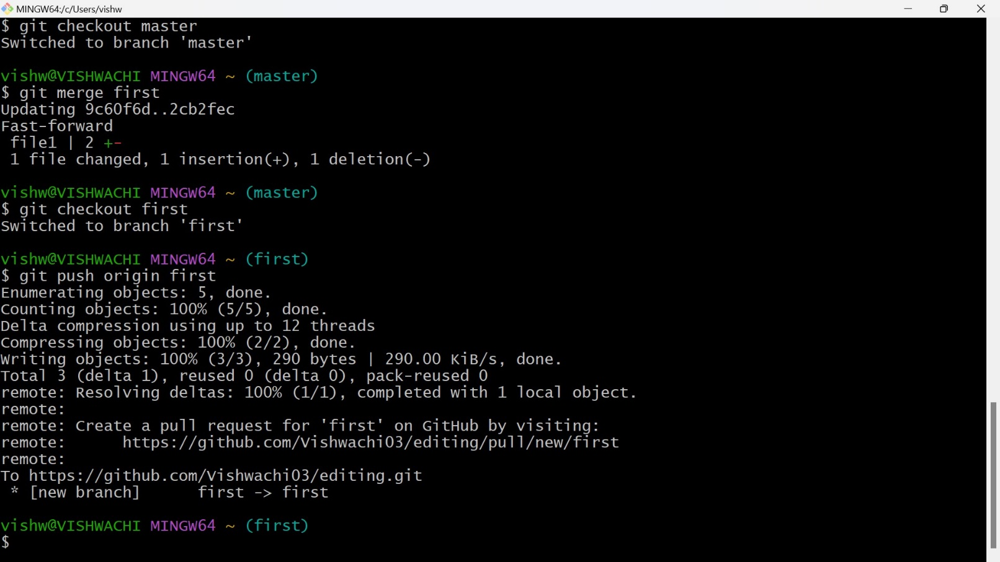 MINGW64:/c/Users/vishw
$ git checkout master
Switched to branch 'master'
vishw@VISHWACHI MINGW64 ~ (master)
$ git merge first
Updating 9c60f6d..2cb2fec
Fast-forward
 file1 | 2 +-
 1 file changed, 1 insertion(+), 1 deletion(-)
vishw@VISHWACHI MINGW64 ~ (master)
$ git checkout first
Switched to branch 'first'
vishw@VISHWACHI MINGW64 ~ (first)
$ git push origin first
Enumerating objects: 5, done.
Counting objects: 100% (5/5), done.
Delta compression using up to 12 threads
Compressing objects: 100% (2/2), done.
Writing objects: 100% (3/3), 290 bytes | 290.00 KiB/s, done.
Total 3 (delta 1), reused 0 (delta 0), pack-reused 0
remote: Resolving deltas: 100% (1/1), completed with 1 local object.
remote:
remote: Create a pull request for 'first' on GitHub by visiting:
remote:      https://github.com/Vishwachi03/editing/pull/new/first
remote:
To https://github.com/Vishwachi03/editing.git
 * [new branch]      first -> first
vishw@VISHWACHI MINGW64 ~ (first)
$